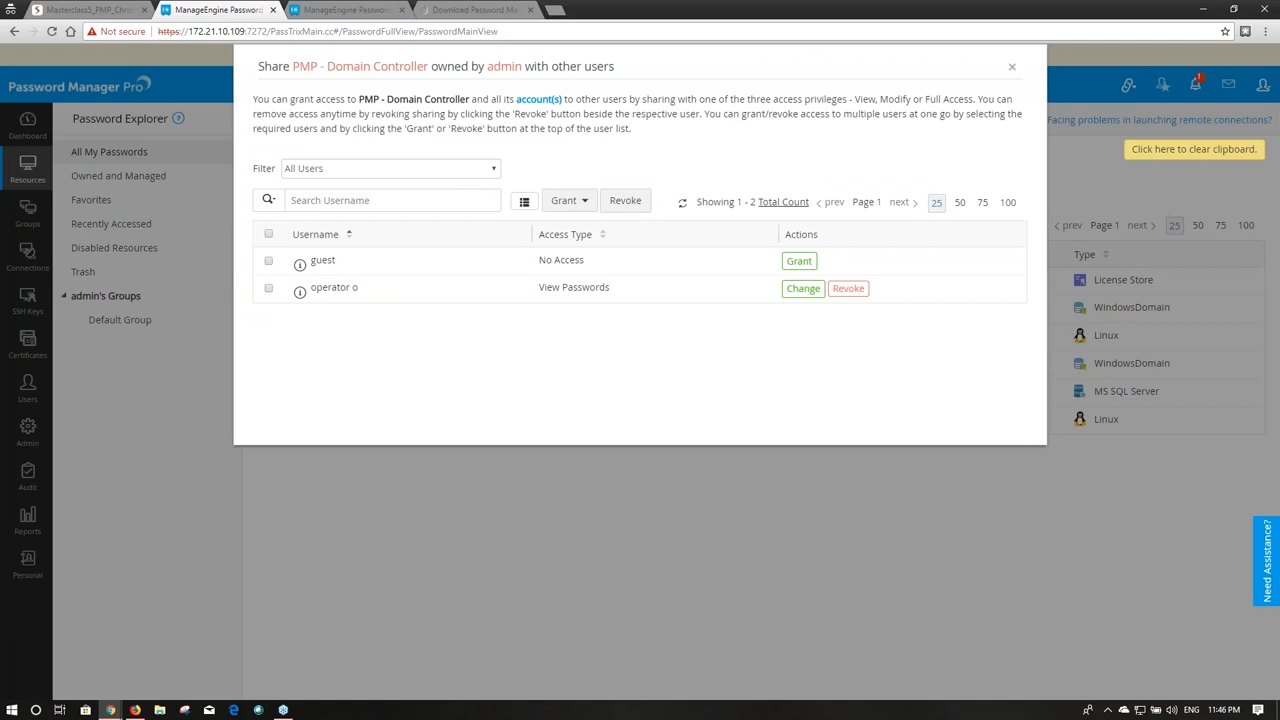 MasterclassS_PMP_Chri
ManageEngine Password
ManageEngine Password
Download Password Ma
Not secure https://172.21.10.109:7272/PassTrixMain.cc#/PasswordFullView/PasswordMainView
Password Manager Pro
Dashboard
Resources
Groups
Connections
SSH Keys
Certificates
Users
Admin
Audit
Reports
Personal
Password Explorer ?
All My Passwords
Owned and Managed
Favorites
Recently Accessed
Disabled Resources
Trash
admin's Groups
Default Group
Share PMP - Domain Controller owned by admin with other users
You can grant access to PMP - Domain Controller and all its account(s) to other users by sharing with one of the three access privileges - View, Modify or Full Access. You can
remove access anytime by revoking sharing by clicking the 'Revoke' button beside the respective user. You can grant/revoke access to multiple users at one go by selecting the
required users and by clicking the 'Grant' or 'Revoke' button at the top of the user list.
Filter All Users
Search Username Grant Revoke Showing 1 - 2 Total Count prev Page 1 next 25 50 75 100
Username Access Type Actions
guest No Access Grant
operator o View Passwords Change Revoke
Facing problems in launching remote connections?
Click here to clear clipboard.
prev Page 1 next 25 50 75 100
Type
License Store
WindowsDomain
Linux
WindowsDomain
MS SQL Server
Linux
Need Assistance?
ENG 11:46 PM